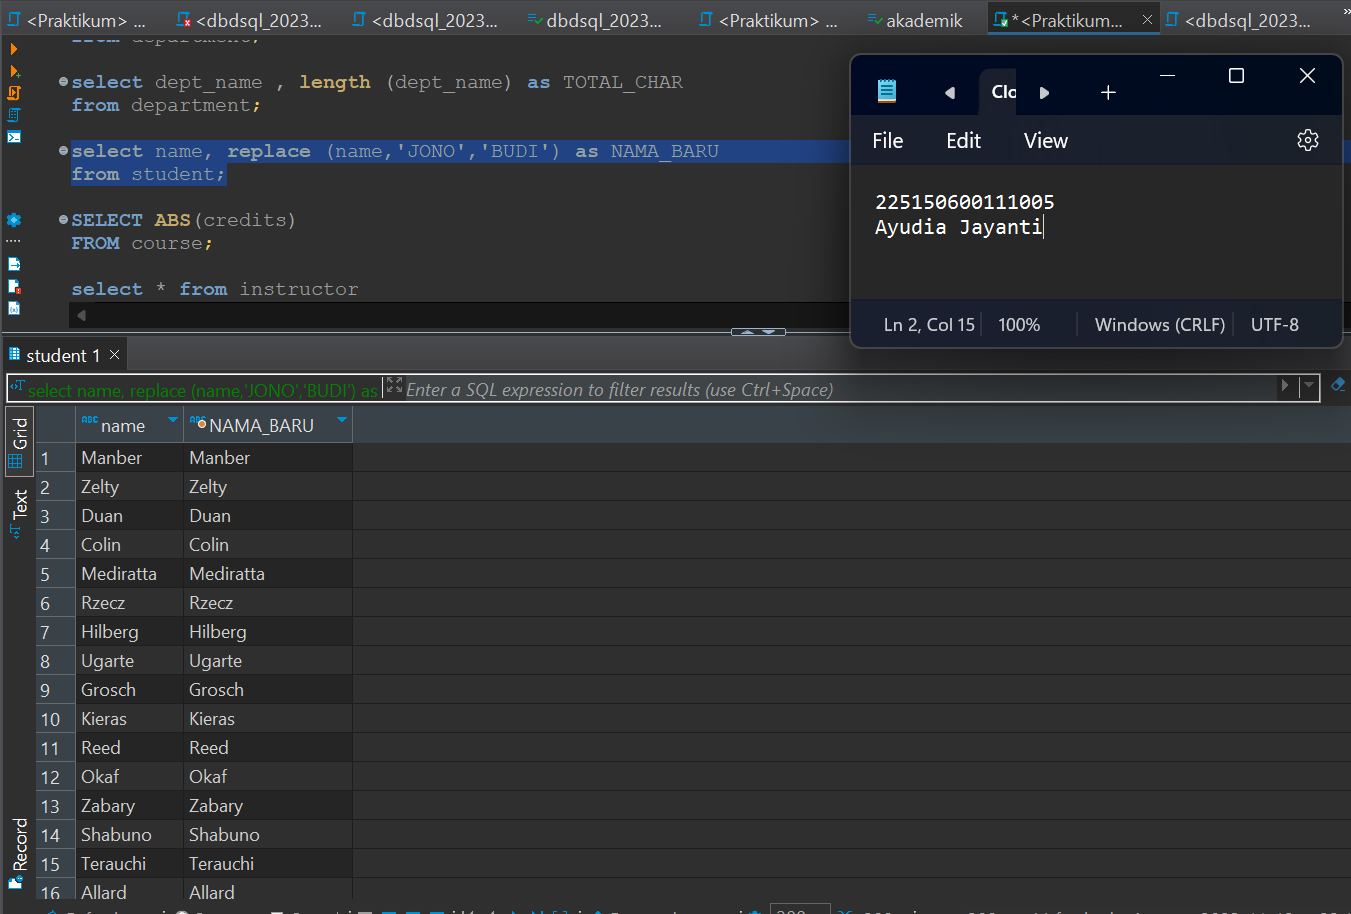 <Praktikum> ... <dbdsql_2023... <dbdsql_2023... dbdsql_2023... <Praktikum> ... akademik *<Praktikum... <dbdsql_2023...
from department;
select dept_name , length (dept_name) as TOTAL_CHAR
from department;
select name, replace (name,'JONO','BUDI') as NAMA_BARU
from student;
SELECT ABS(credits)
FROM course;
select * from instructor
Clo
File Edit View
225150600111005
Ayudia Jayanti
Ln 2, Col 15 100% Windows (CRLF) UTF-8
student 1
select name, replace (name,'JONO','BUDI') as Enter a SQL expression to filter results (use Ctrl+Space)
Grid
Text
Record
name NAMA_BARU
1 Manber Manber
2 Zelty Zelty
3 Duan Duan
4 Colin Colin
5 Mediratta Mediratta
6 Rzecz Rzecz
7 Hilberg Hilberg
8 Ugarte Ugarte
9 Grosch Grosch
10 Kieras Kieras
11 Reed Reed
12 Okaf Okaf
13 Zabary Zabary
14 Shabuno Shabuno
15 Terauchi Terauchi
16 Allard Allard